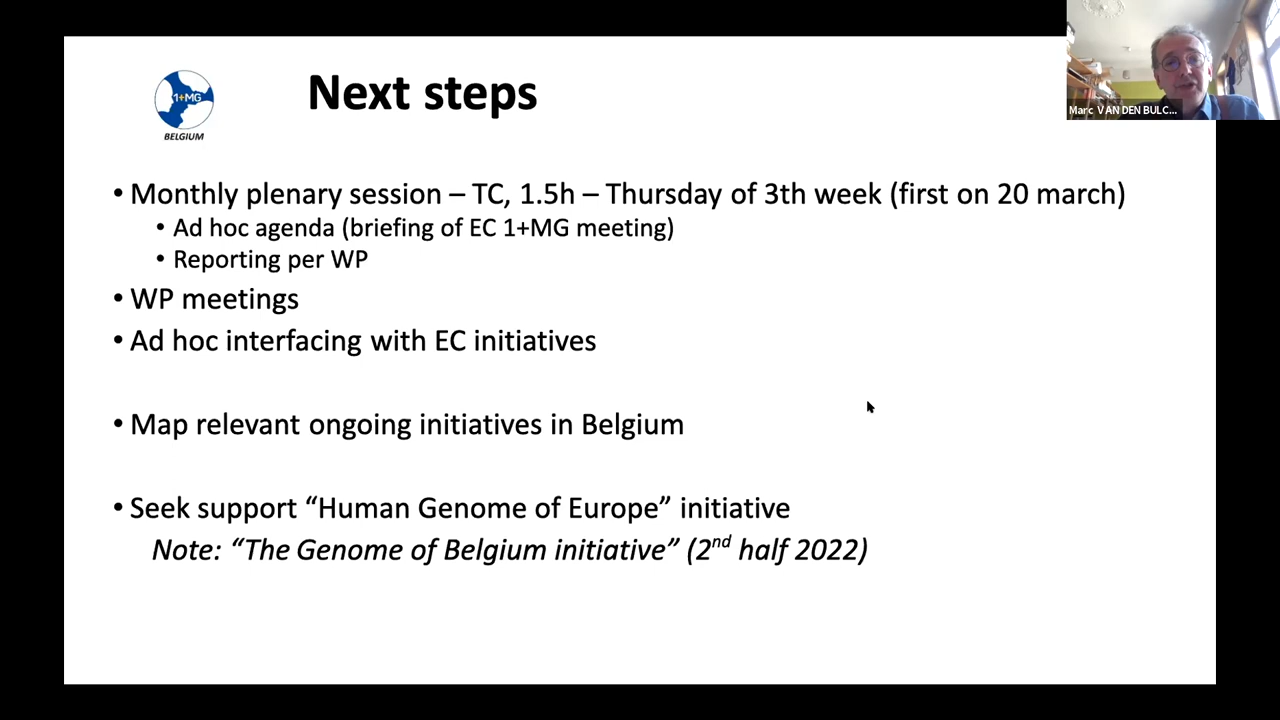 1+MG
BELGIUM
Next steps
Marc VAN DEN BULC...
• Monthly plenary session – TC, 1.5h – Thursday of 3th week (first on 20 march)
• Ad hoc agenda (briefing of EC 1+MG meeting)
• Reporting per WP
• WP meetings
• Ad hoc interfacing with EC initiatives
• Map relevant ongoing initiatives in Belgium
• Seek support “Human Genome of Europe” initiative
Note: “The Genome of Belgium initiative” (2nd half 2022)